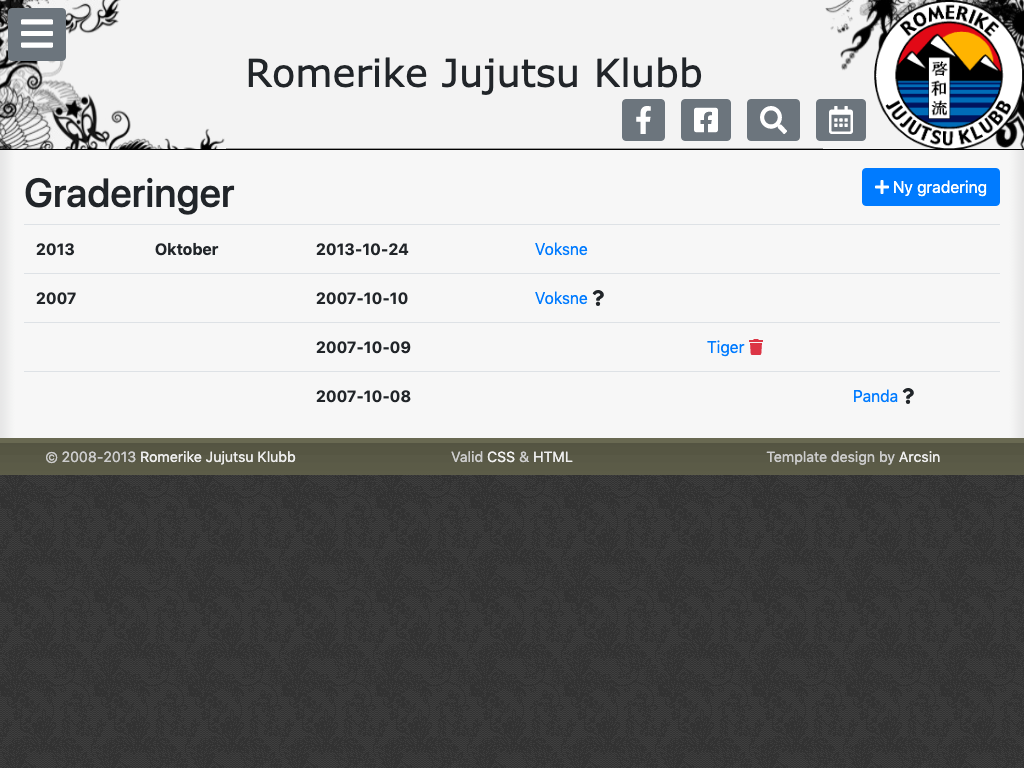 Romerike Jujutsu Klubb
ROMERIKE
啓和流
JUJUTSU KLUBB
Graderinger
Ny gradering
2013 Oktober 2013-10-24 Voksne
2007 2007-10-10 Voksne ?
2007-10-09 Tiger
2007-10-08 Panda ?
© 2008-2013 Romerike Jujutsu Klubb Valid CSS & HTML Template design by Arcsin